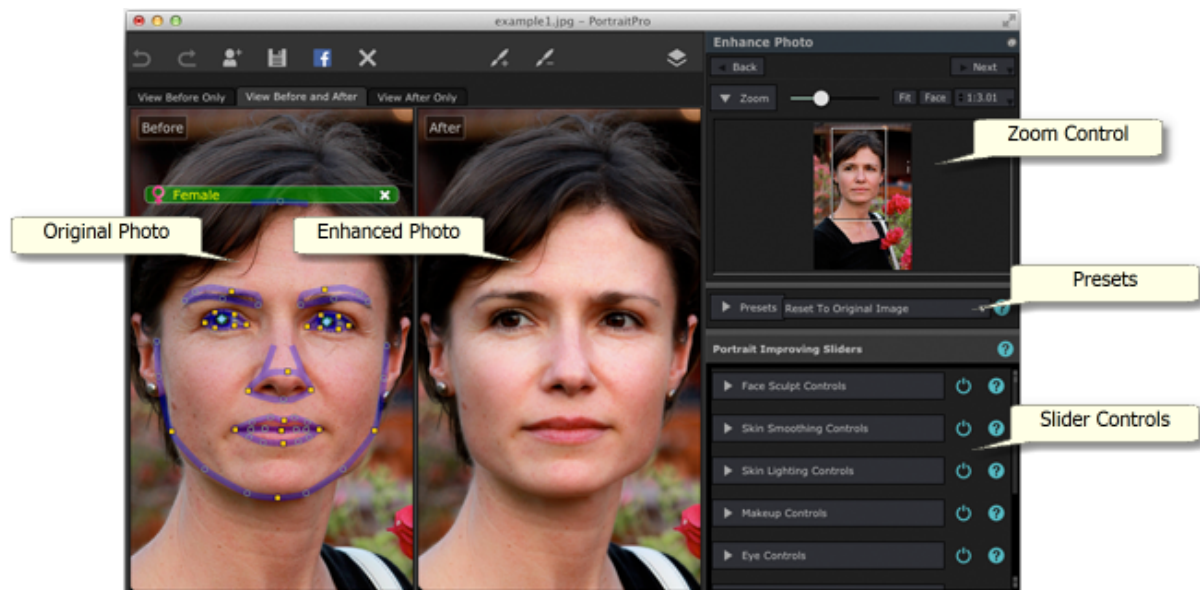 example1.jpg - PortraitPro
Enhance Photo
Back
Next
View Before Only
View Before and After
View After Only
Zoom
Fit
Face
1:3.01
Before
After
Zoom Control
Female
Original Photo
Enhanced Photo
Presets
Presets
Reset To Original Image
Portrait Improving Sliders
Face Sculpt Controls
Slider Controls
Skin Smoothing Controls
Skin Lighting Controls
Makeup Controls
Eye Controls